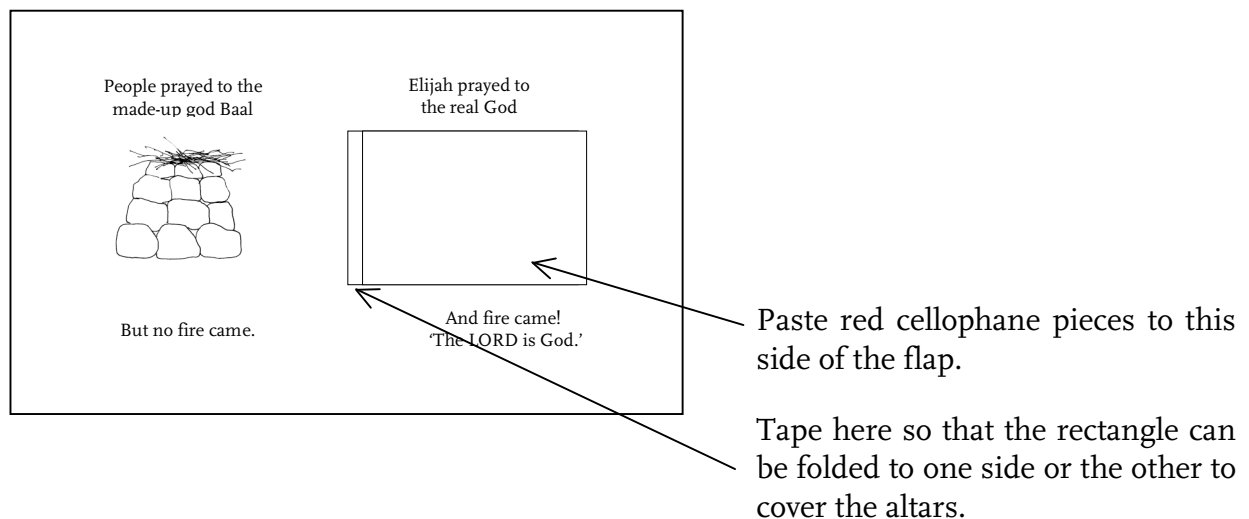 People prayed to the
made-up god Baal
Elijah prayed to
the real God
But no fire came.
And fire came!
‘The LORD is God.’
Paste red cellophane pieces to this
side of the flap.
Tape here so that the rectangle can
be folded to one side or the other to
cover the altars.